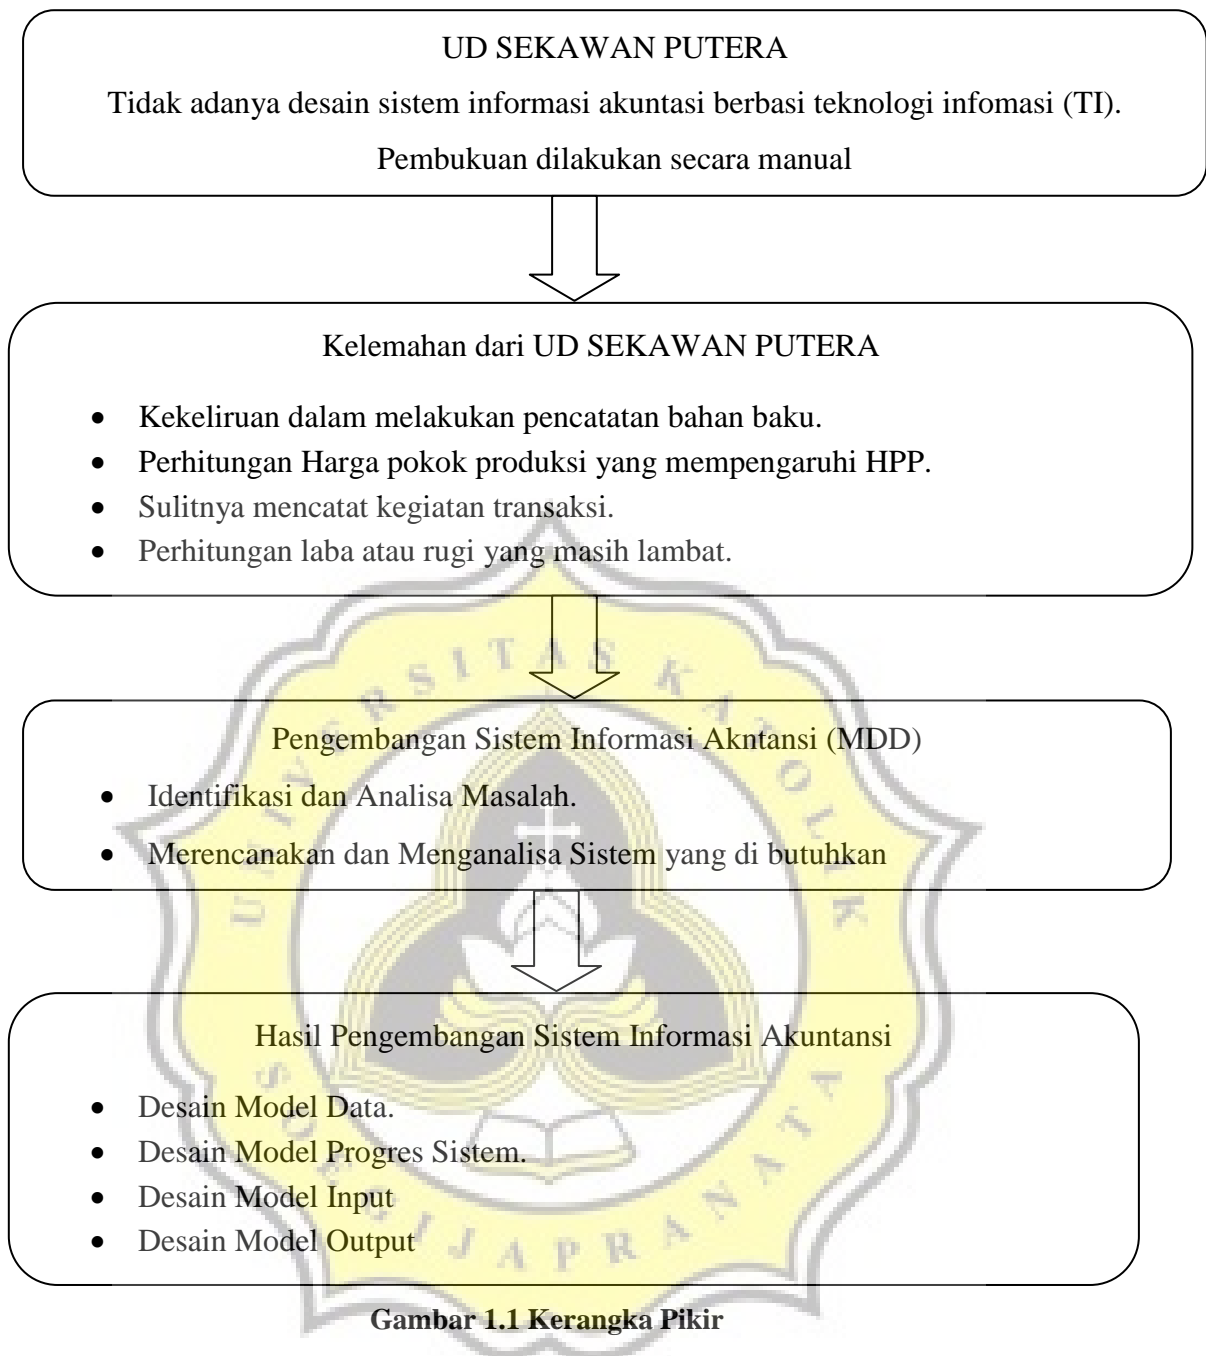 UD SEKAWAN PUTERA
Tidak adanya desain sistem informasi akuntasi berbasi teknologi infomasi (TI).
Pembukuan dilakukan secara manual
Kelemahan dari UD SEKAWAN PUTERA
• Kekeliruan dalam melakukan pencatatan bahan baku.
• Perhitungan Harga pokok produksi yang mempengaruhi HPP.
• Sulitnya mencatat kegiatan transaksi.
• Perhitungan laba atau rugi yang masih lambat.
Pengembangan Sistem Informasi Akntansi (MDD)
• Identifikasi dan Analisa Masalah.
• Merencanakan dan Menganalisa Sistem yang di butuhkan
Hasil Pengembangan Sistem Informasi Akuntansi
• Desain Model Data.
• Desain Model Progres Sistem.
• Desain Model Input
• Desain Model Output
Gambar 1.1 Kerangka Pikir
UNIVERSITAS KATOLIK
SOEGIJAPRANATA